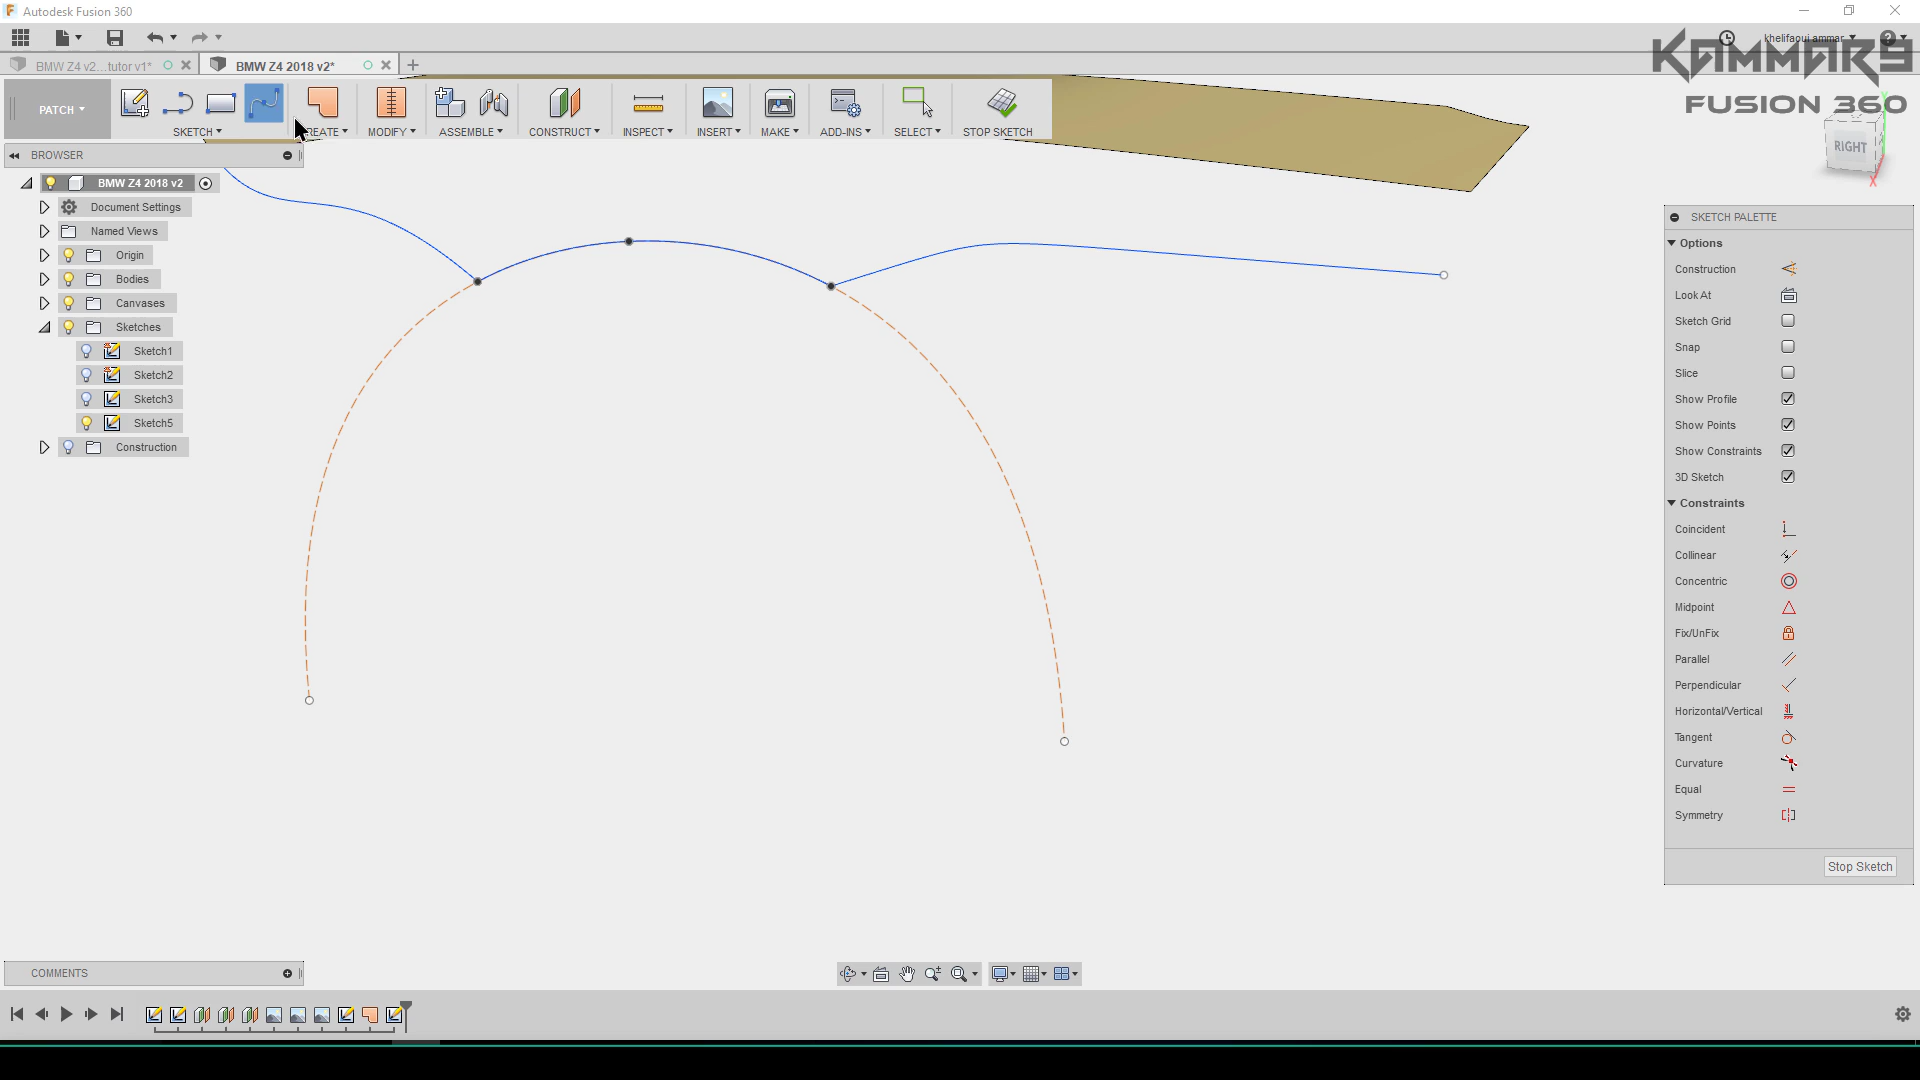 Autodesk Fusion 360
khelifaoui ammar
KAMMAR9
FUSION 360
BMW Z4 v2...tutor v1*
BMW Z4 2018 v2*
PATCH
SKETCH
REATE
MODIFY
ASSEMBLE
CONSTRUCT
INSPECT
INSERT
MAKE
ADD-INS
SELECT
STOP SKETCH
RIGHT
Y
X
BROWSER
BMW Z4 2018 v2
Document Settings
Named Views
Origin
Bodies
Canvases
Sketches
Sketch1
Sketch2
Sketch3
Sketch5
Construction
SKETCH PALETTE
Options
Construction
Look At
Sketch Grid
Snap
Slice
Show Profile
Show Points
Show Constraints
3D Sketch
Constraints
Coincident
Collinear
Concentric
Midpoint
Fix/UnFix
Parallel
Perpendicular
Horizontal/Vertical
Tangent
Curvature
Equal
Symmetry
Stop Sketch
COMMENTS